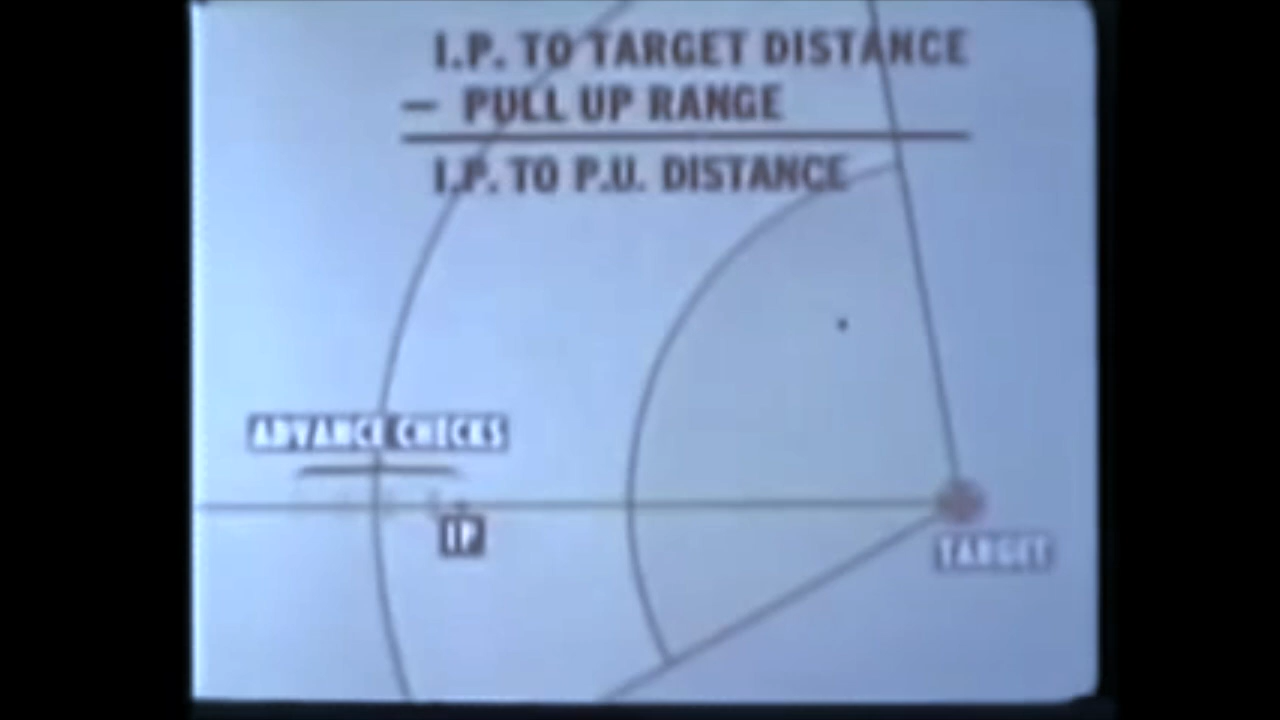 I.P. TO TARGET DISTANCE
— PULL UP RANGE
I.P. TO P.U. DISTANCE
ADVANCE CHECKS
IP
TARGET